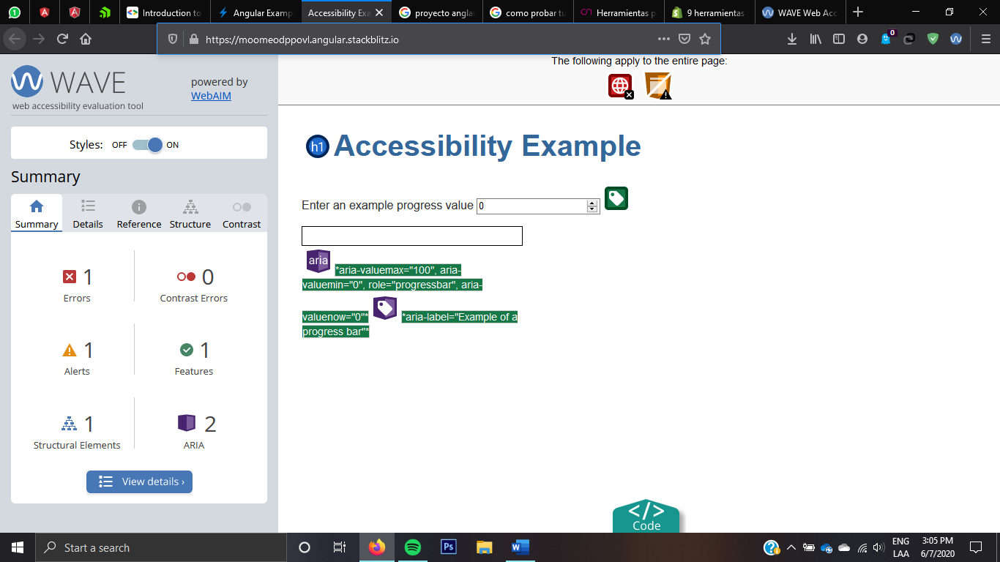 1
Introduction to
Angular Examp
Accessibility Exa
proyecto anglar
como probar tu
Herramientas p
9 herramientas
WAVE Web Acc
https://moomeodppovl.angular.stackblitz.io
0
WAVE
web accessibility evaluation tool
powered by
WebAIM
Styles: OFF ON
Summary
Summary Details Reference Structure Contrast
1 0
Errors Contrast Errors
1 1
Alerts Features
1 2
Structural Elements ARIA
View details ›
The following apply to the entire page:
h1 Accessibility Example
Enter an example progress value 0
aria *aria-valuemax="100", aria-
valuemin="0", role="progressbar", aria-
valuenow="0"* *aria-label="Example of a
progress bar"*
</>
Code
Start a search
Ps
W
ENG
LAA
3:05 PM
6/7/2020